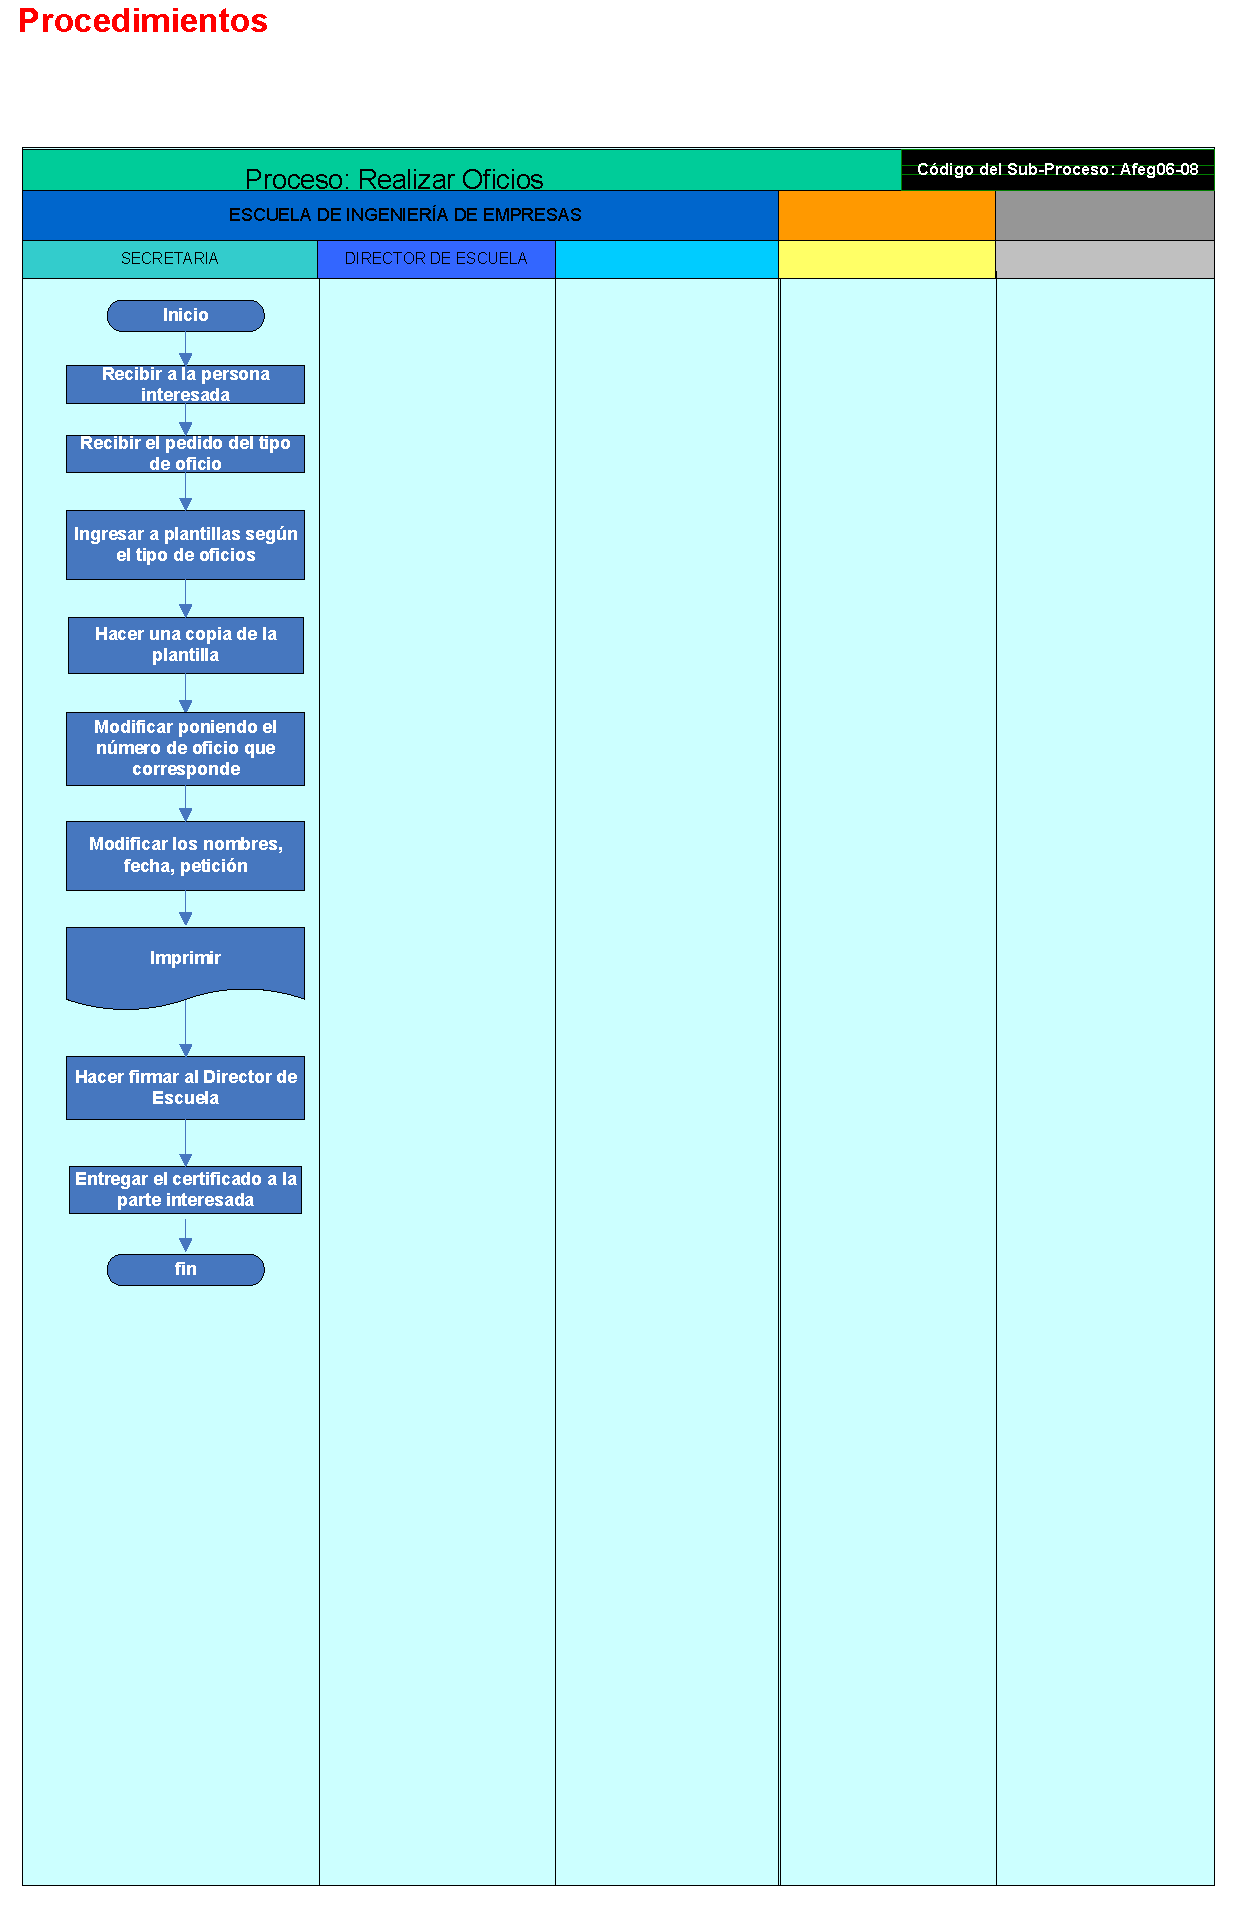 Procedimientos
Proceso: Realizar Oficios
Código del Sub-Proceso: Afeg06-08
ESCUELA DE INGENIERÍA DE EMPRESAS
SECRETARIA
DIRECTOR DE ESCUELA
Inicio
Recibir a la persona
interesada
Recibir el pedido del tipo
de oficio
Ingresar a plantillas según
el tipo de oficios
Hacer una copia de la
plantilla
Modificar poniendo el
número de oficio que
corresponde
Modificar los nombres,
fecha, petición
Imprimir
Hacer firmar al Director de
Escuela
Entregar el certificado a la
parte interesada
fin